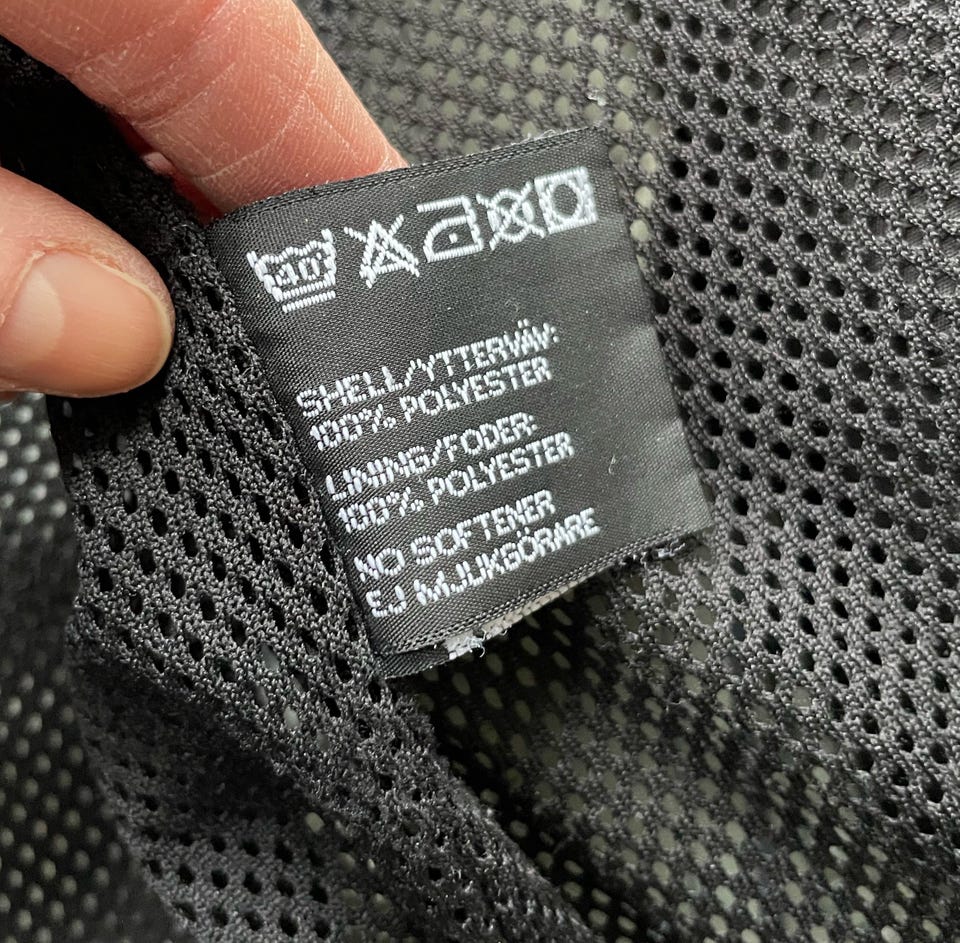 40
SHELL/YTTERVÄV:
100% POLYESTER
LINING/FODER:
100% POLYESTER
NO SOFTENER
EJ MJUKGÖRARE